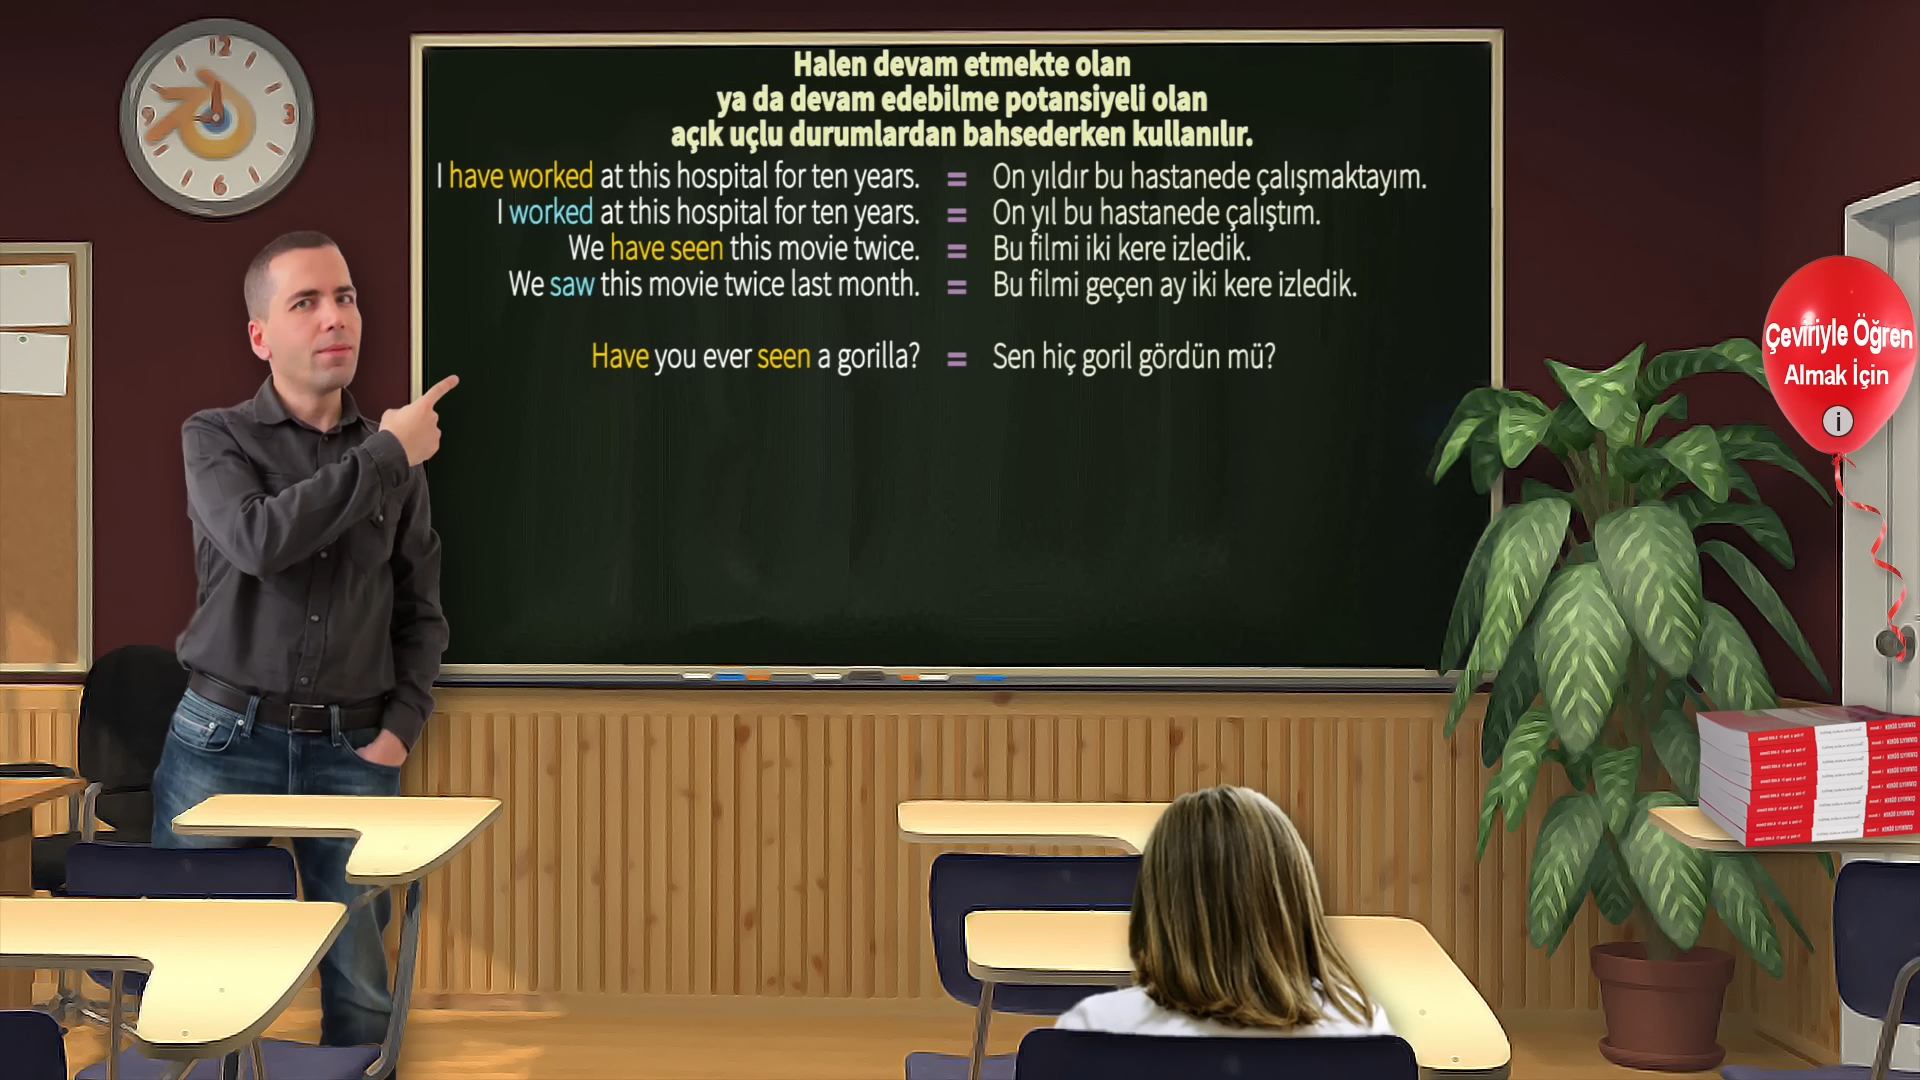 12
3
6
9
Halen devam etmekte olan
ya da devam edebilme potansiyeli olan
açık uçlu durumlardan bahsederken kullanılır.
I have worked at this hospital for ten years. = On yıldır bu hastanede çalışmaktayım.
I worked at this hospital for ten years. = On yıl bu hastanede çalıştım.
We have seen this movie twice. = Bu filmi iki kere izledik.
We saw this movie twice last month. = Bu filmi geçen ay iki kere izledik.
Have you ever seen a gorilla? = Sen hiç goril gördün mü?
Çeviriyle Öğren
Almak İçin
i